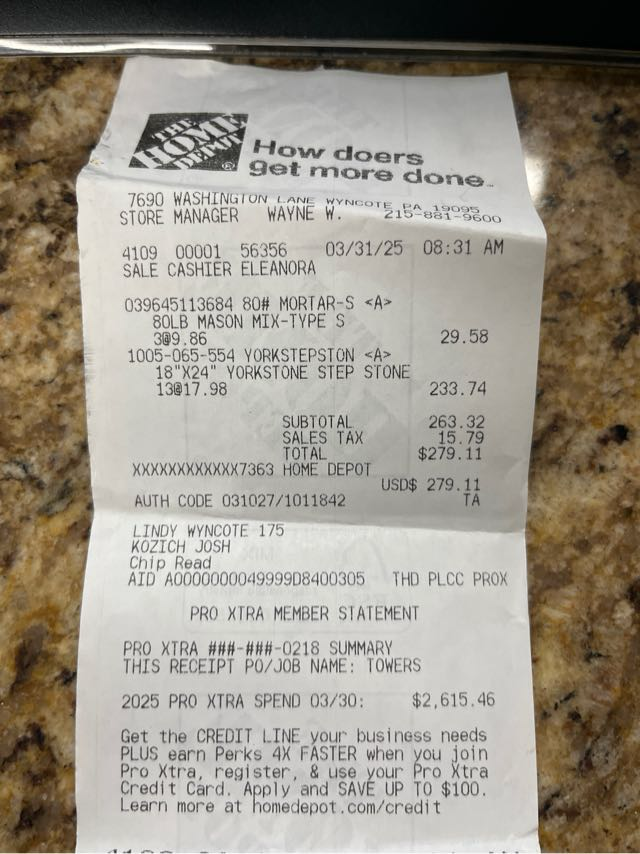 THE
HOME
DEPOT®
How doers
get more done™
7690 WASHINGTON LANE WYNCOTE PA 19095
STORE MANAGER WAYNE W. 215-881-9600
4109 00001 56356 03/31/25 08:31 AM
SALE CASHIER ELEANORA
039645113684 80# MORTAR-S <A>
80LB MASON MIX-TYPE S
3@9.86 29.58
1005-065-554 YORKSTEPSTON <A>
18"X24" YORKSTONE STEP STONE
13@17.98 233.74
SUBTOTAL 263.32
SALES TAX 15.79
TOTAL $279.11
XXXXXXXXXXXX7363 HOME DEPOT
USD$ 279.11
AUTH CODE 031027/1011842 TA
LINDY WYNCOTE 175
KOZICH JOSH
Chip Read
AID A0000000049999D8400305 THD PLCC PROX
PRO XTRA MEMBER STATEMENT
PRO XTRA ###-###-0218 SUMMARY
THIS RECEIPT PO/JOB NAME: TOWERS
2025 PRO XTRA SPEND 03/30: $2,615.46
Get the CREDIT LINE your business needs
PLUS earn Perks 4X FASTER when you join
Pro Xtra, register, & use your Pro Xtra
Credit Card. Apply and SAVE UP TO $100.
Learn more at homedepot.com/credit